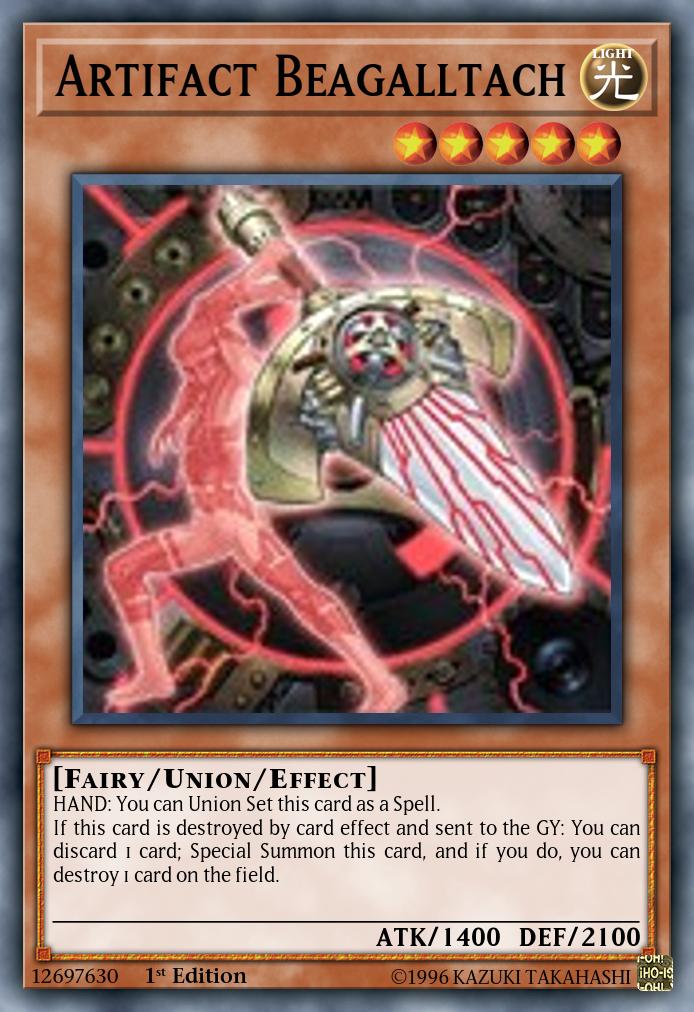 ARTIFACT BEAGALLTACH
LIGHT
光
[FAIRY/UNION/EFFECT]
HAND: You can Union Set this card as a Spell.
If this card is destroyed by card effect and sent to the GY: You can
discard 1 card; Special Summon this card, and if you do, you can
destroy 1 card on the field.
ATK/1400 DEF/2100
12697630 1st Edition ©1996 KAZUKI TAKAHASHI